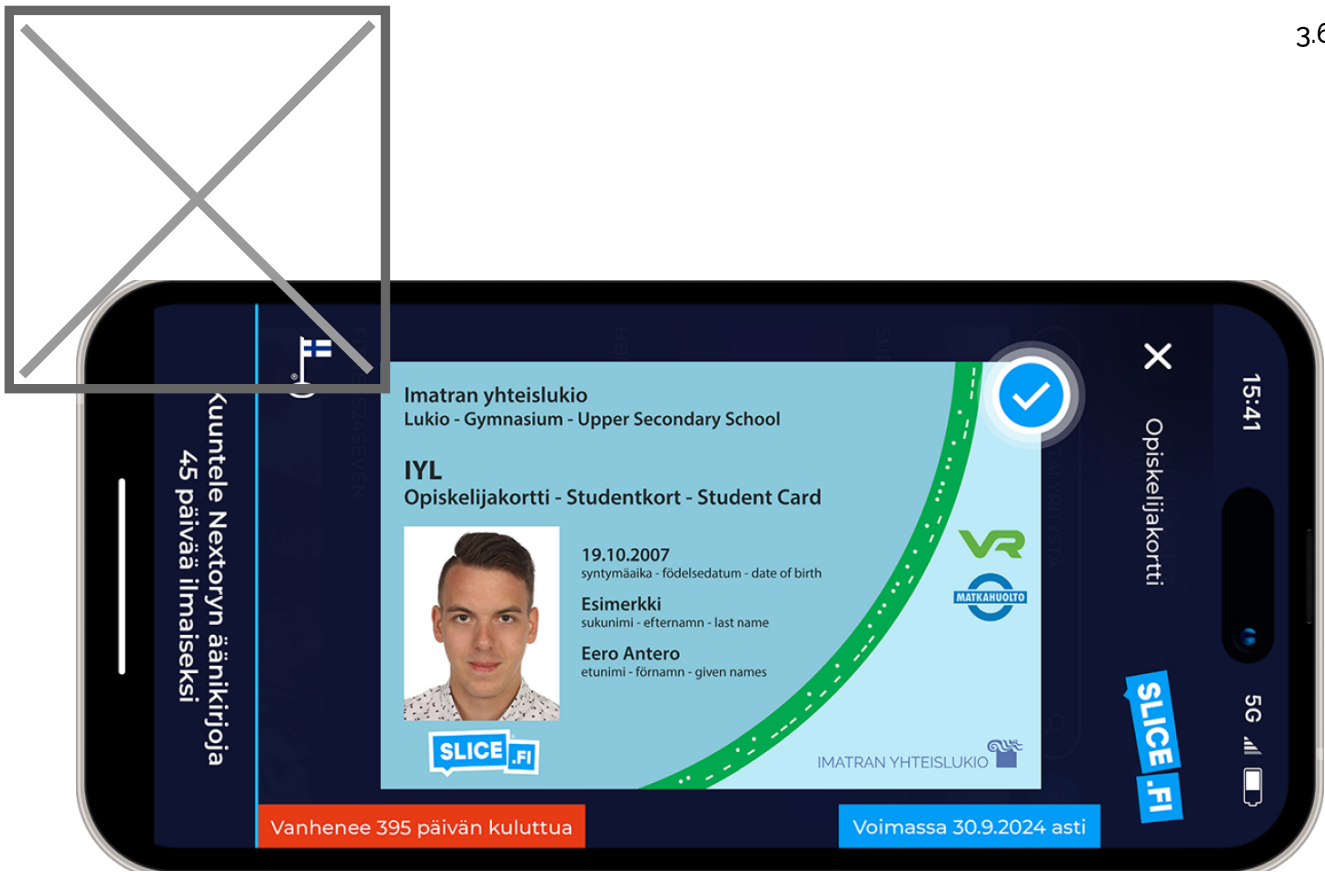 3.6
15:41
5G
Opiskelijakortti
SLICE.FI
Imatran yhteislukio
Lukio - Gymnasium - Upper Secondary School
IYL
Opiskelijakortti - Studentkort - Student Card
19.10.2007
syntymäaika - födelsedatum - date of birth
Esimerkki
sukunimi - efternamn - last name
Eero Antero
etunimi - förnamn - given names
VR
MATKAHUOLTO
SLICE.FI
IMATRAN YHTEISLUKIO
Vanhenee 395 päivän kuluttua
Voimassa 30.9.2024 asti
Kuuntele Nextoryn äänikirjoja
45 päivää ilmaiseksi